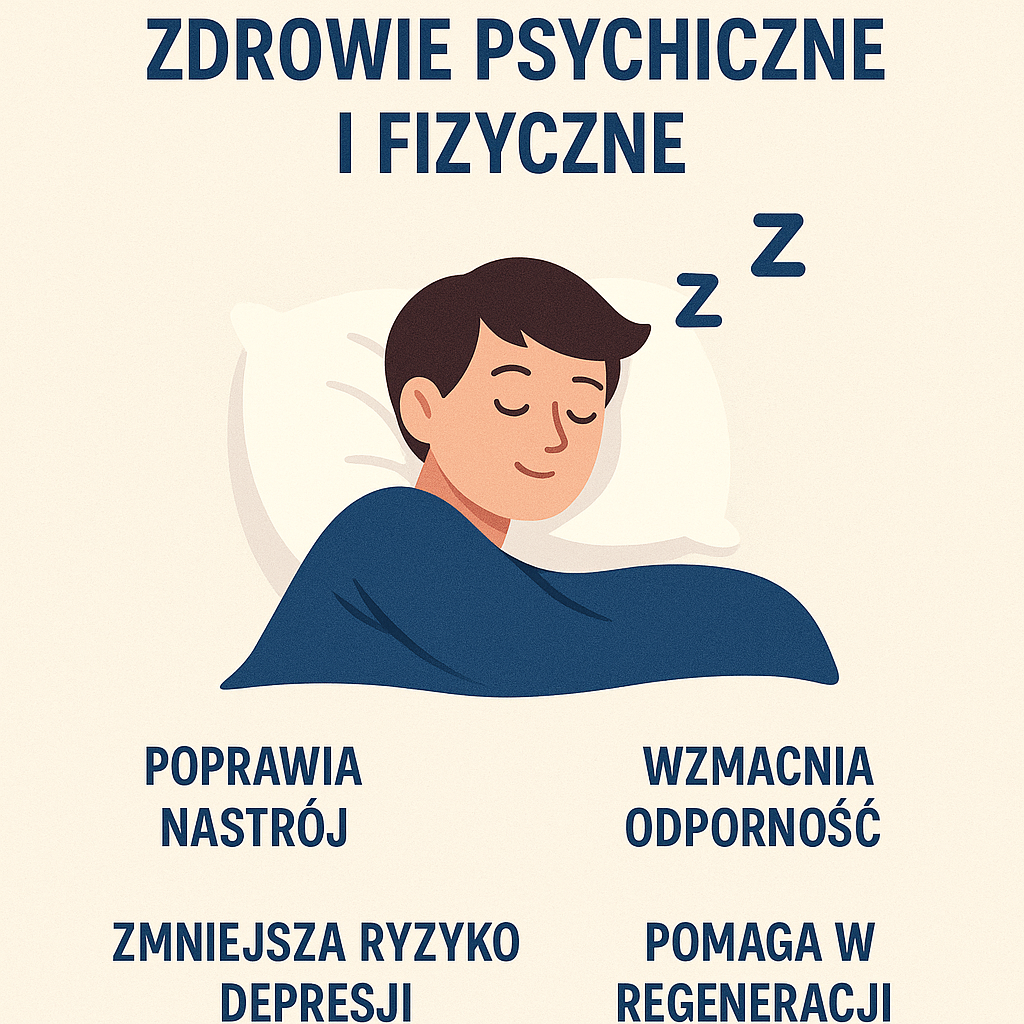 ZDROWIE PSYCHICZNE
I FIZYCZNE
Z
Z
POPRAWIA
NASTRÓJ
WZMACNIA
ODPORNOŚĆ
ZMNIEJSZA RYZYKO
DEPRESJI
POMAGA W
REGENERACJI